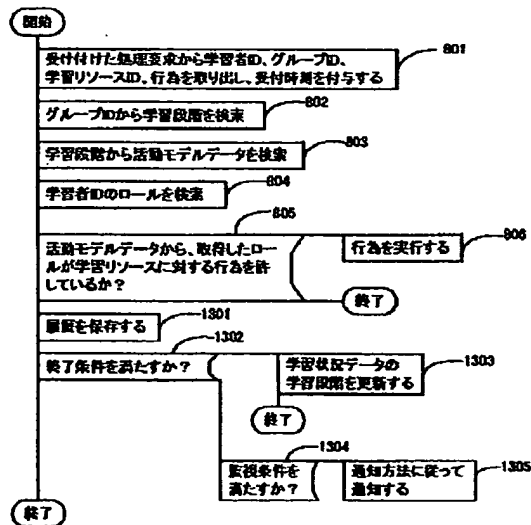 開始
受け付けた処理要求から学習者ID、グループID、
学習リソースID、行為を取り出し、受付時刻を付与する
801
グループIDから学習段階を検索
802
学習段階から活動モデルデータを検索
803
学習者IDのロールを検索
804
805
活動モデルデータから、取得したロー
ルが学習リソースに対する行為を許
しているか?
行為を実行する
806
終了
履歴を保存する
1301
1302
終了条件を満たすか?
学習状況データの
学習段階を更新する
1303
終了
1304
監視条件を
満たすか?
通知方法に従って
通知する
1305
終了